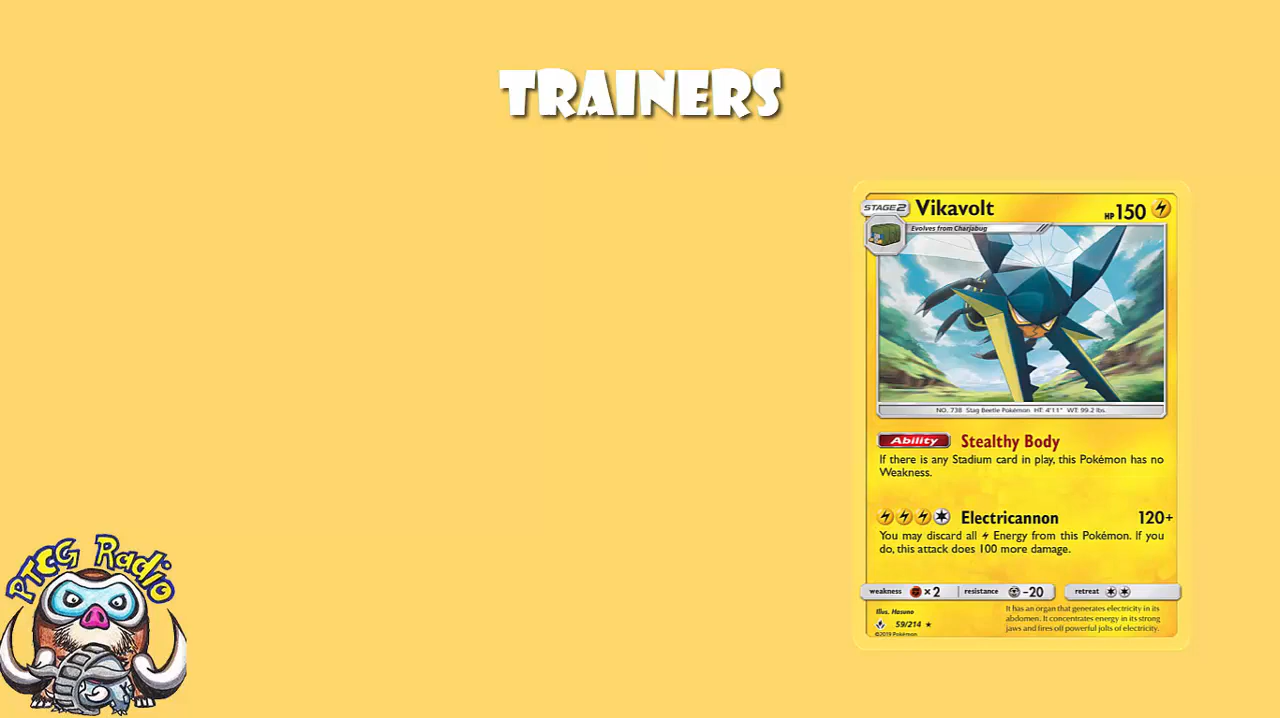 TRAINERS
STAGE2 Vikavolt HP 150
Evolves from Charjabug
NO. 738 Slag Beetle Pokémon HT: 4'11" WT: 99.2 lbs.
Ability Stealthy Body
If there is any Stadium card in play, this Pokémon has no
Weakness.
Electricannon 120+
You may discard all Energy from this Pokémon. If you
do, this attack does 100 more damage.
weakness ×2 resistance -20 retreat
Illus. Hasuno
59/214
©2019 Pokémon
It has an organ that generates electricity in its
abdomen. It concentrates energy in its strong
jaws and fires off powerful jolts of electricity.
PTCG Radio